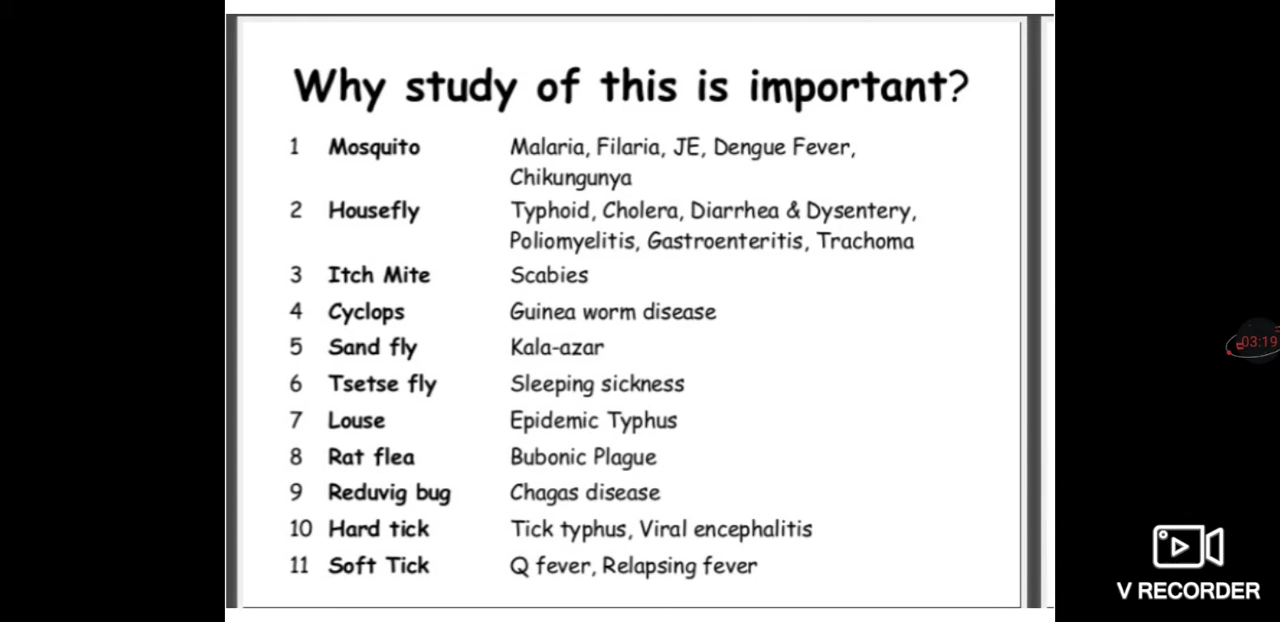 Why study of this is important?
1 Mosquito Malaria, Filaria, JE, Dengue Fever,
Chikungunya
2 Housefly Typhoid, Cholera, Diarrhea & Dysentery,
Poliomyelitis, Gastroenteritis, Trachoma
3 Itch Mite Scabies
4 Cyclops Guinea worm disease
5 Sand fly Kala-azar
6 Tsetse fly Sleeping sickness
7 Louse Epidemic Typhus
8 Rat flea Bubonic Plague
9 Reduvig bug Chagas disease
10 Hard tick Tick typhus, Viral encephalitis
11 Soft Tick Q fever, Relapsing fever
03:19
V RECORDER